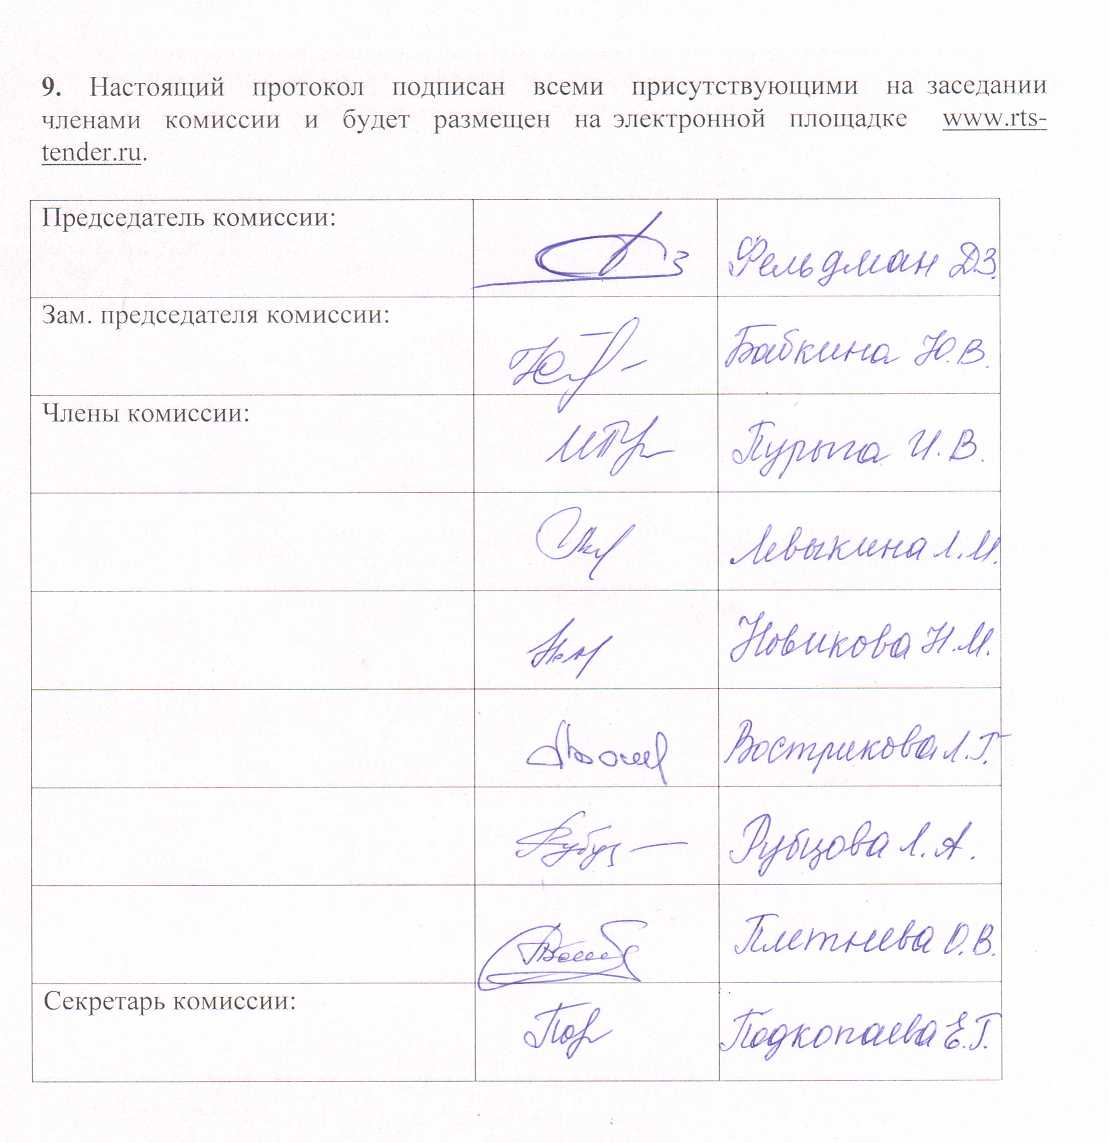 9. Настоящий протокол подписан всеми присутствующими на заседании
членами комиссии и будет размещен на электронной площадке www.rts-
tender.ru.
Председатель комиссии: Фельдман Д.З.
Зам. председателя комиссии: Бабкина Ю.В.
Члены комиссии: Пурыга И.В.
Левыкина Л.М.
Новикова Н.М.
Вострикова Л.Г.
Рубцова Л.А.
Плетнева О.В.
Секретарь комиссии: Подкопаева Е.Г.